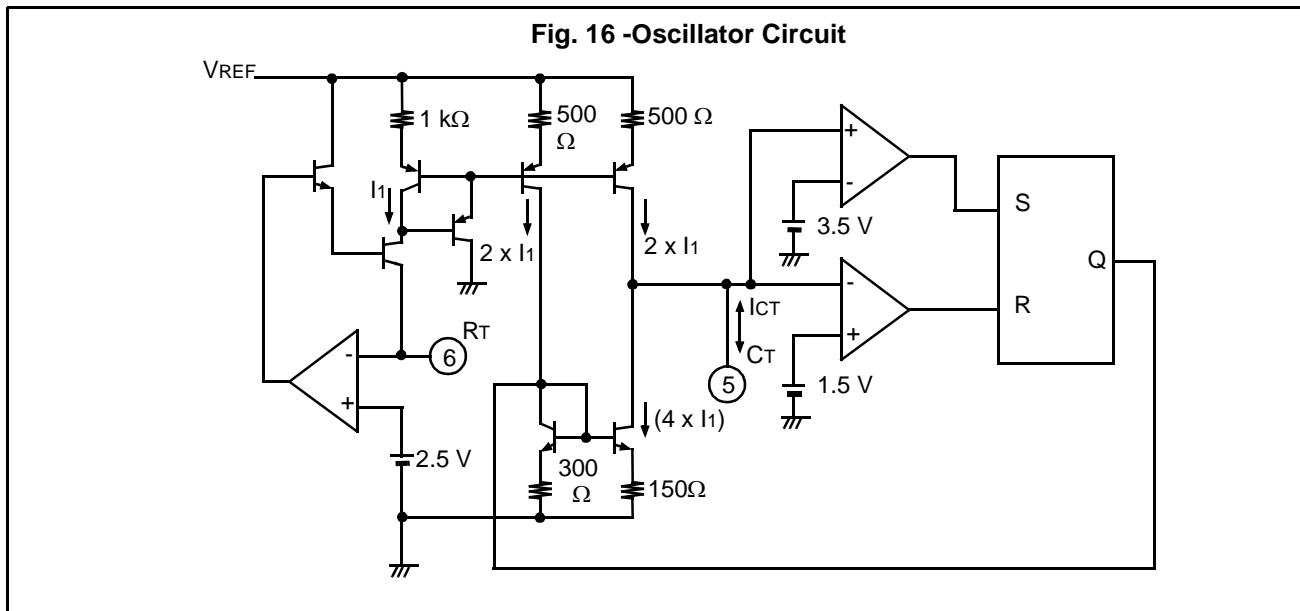 Fig. 16 -Oscillator Circuit
VREF
1 kΩ
500
Ω
500 Ω
I1
2 x I1
2 x I1
+
-
3.5 V
S
Q
R
-
+
1.5 V
ICT
CT
5
RT
6
-
+
2.5 V
(4 x I1)
300
Ω
150Ω